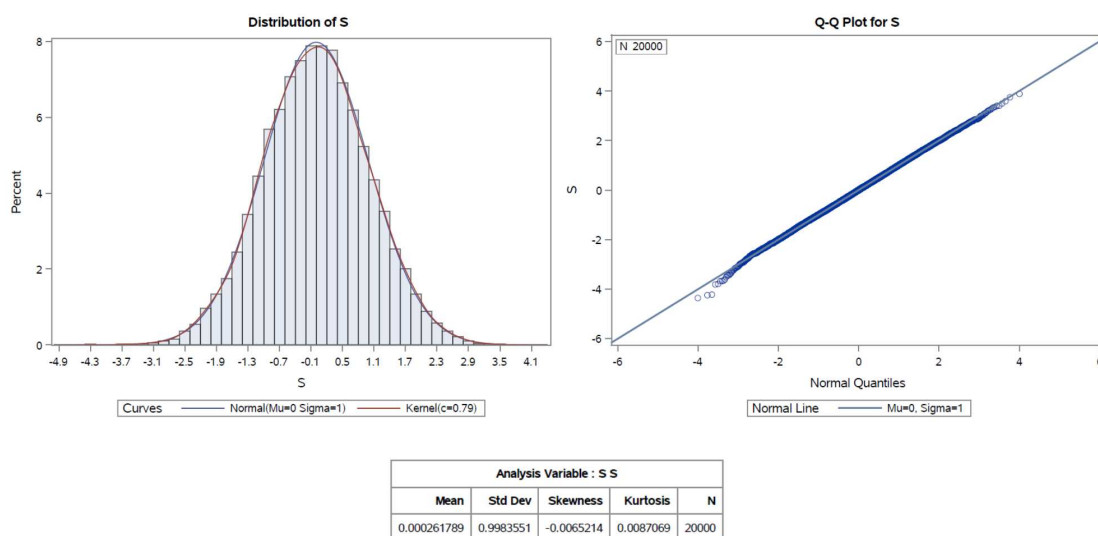 Distribution of S
8
6
4
2
0
Percent
-4.9 -4.3 -3.7 -3.1 -2.5 -1.9 -1.3 -0.7 -0.1 0.5 1.1 1.7 2.3 2.9 3.5 4.1
S
Curves Normal(Mu=0 Sigma=1) Kernel(c=0.79)
Q-Q Plot for S
N 20000
6
4
2
0
-2
-4
-6
S
-6 -4 -2 0 2 4 6
Normal Quantiles
Normal Line Mu=0, Sigma=1
Analysis Variable : S S
Mean Std Dev Skewness Kurtosis N
0.000261789 0.9983551 -0.0065214 0.0087069 20000